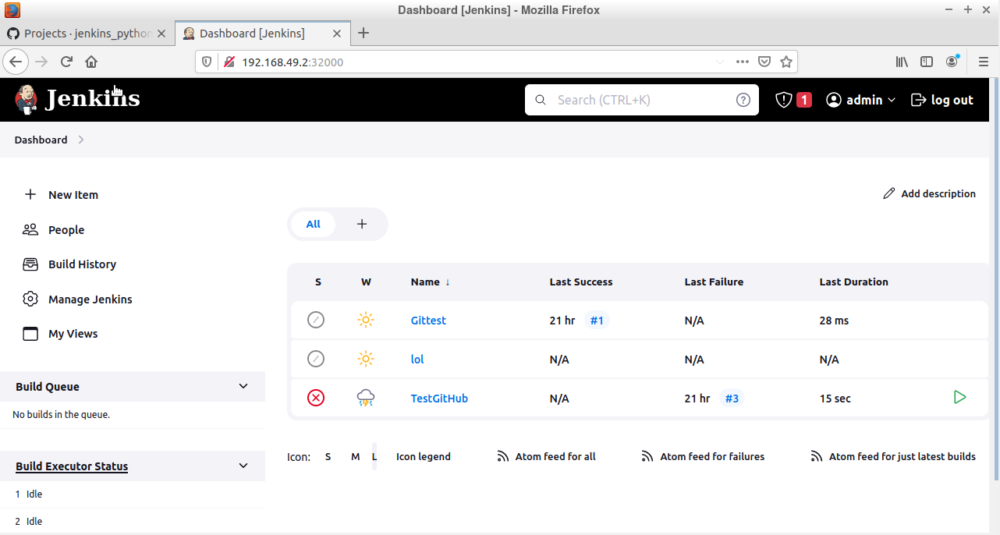 Dashboard [Jenkins] - Mozilla Firefox
Projects · jenkins_python
Dashboard [Jenkins]
192.168.49.2:32000
Jenkins
Search (CTRL+K)
1
admin
log out
Dashboard
New Item
People
Build History
Manage Jenkins
My Views
Build Queue
No builds in the queue.
Build Executor Status
1 Idle
2 Idle
Add description
All
S W Name ↓ Last Success Last Failure Last Duration
Gittest 21 hr #1 N/A 28 ms
lol N/A N/A N/A
TestGitHub N/A 21 hr #3 15 sec
Icon: S M L Icon legend Atom feed for all Atom feed for failures Atom feed for just latest builds